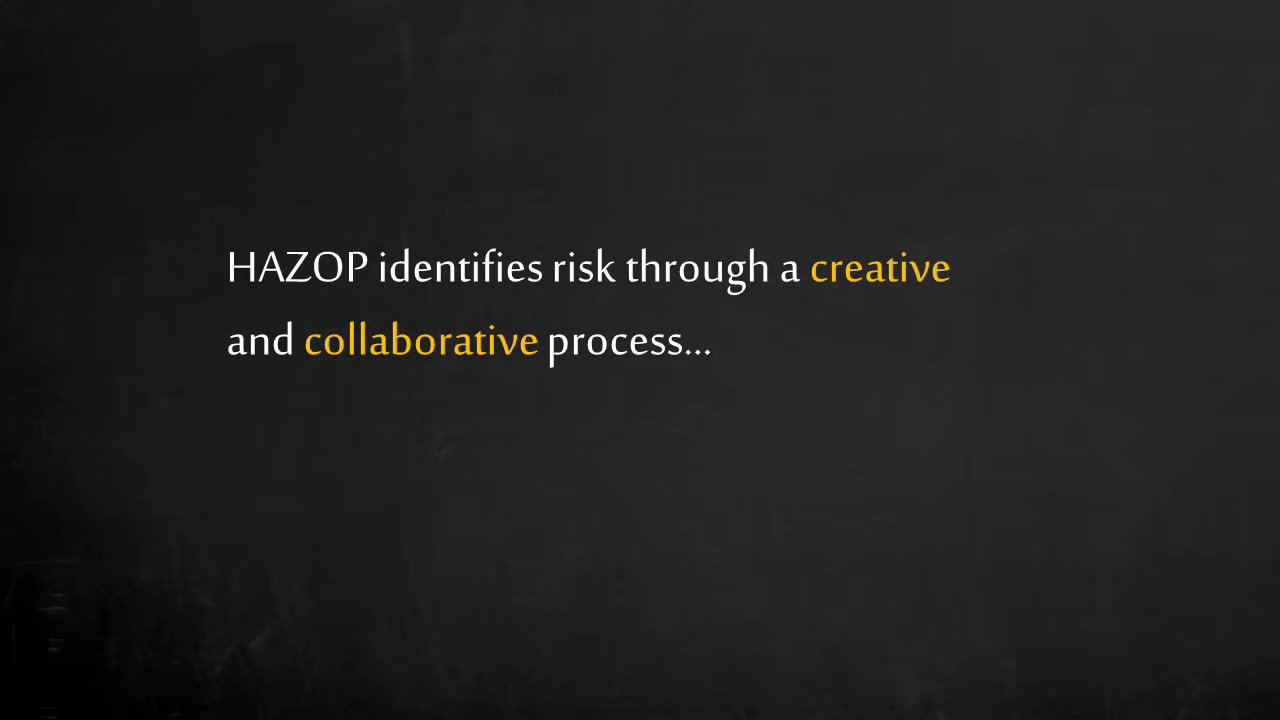 HAZOP identifies risk through a creative
and collaborative process...